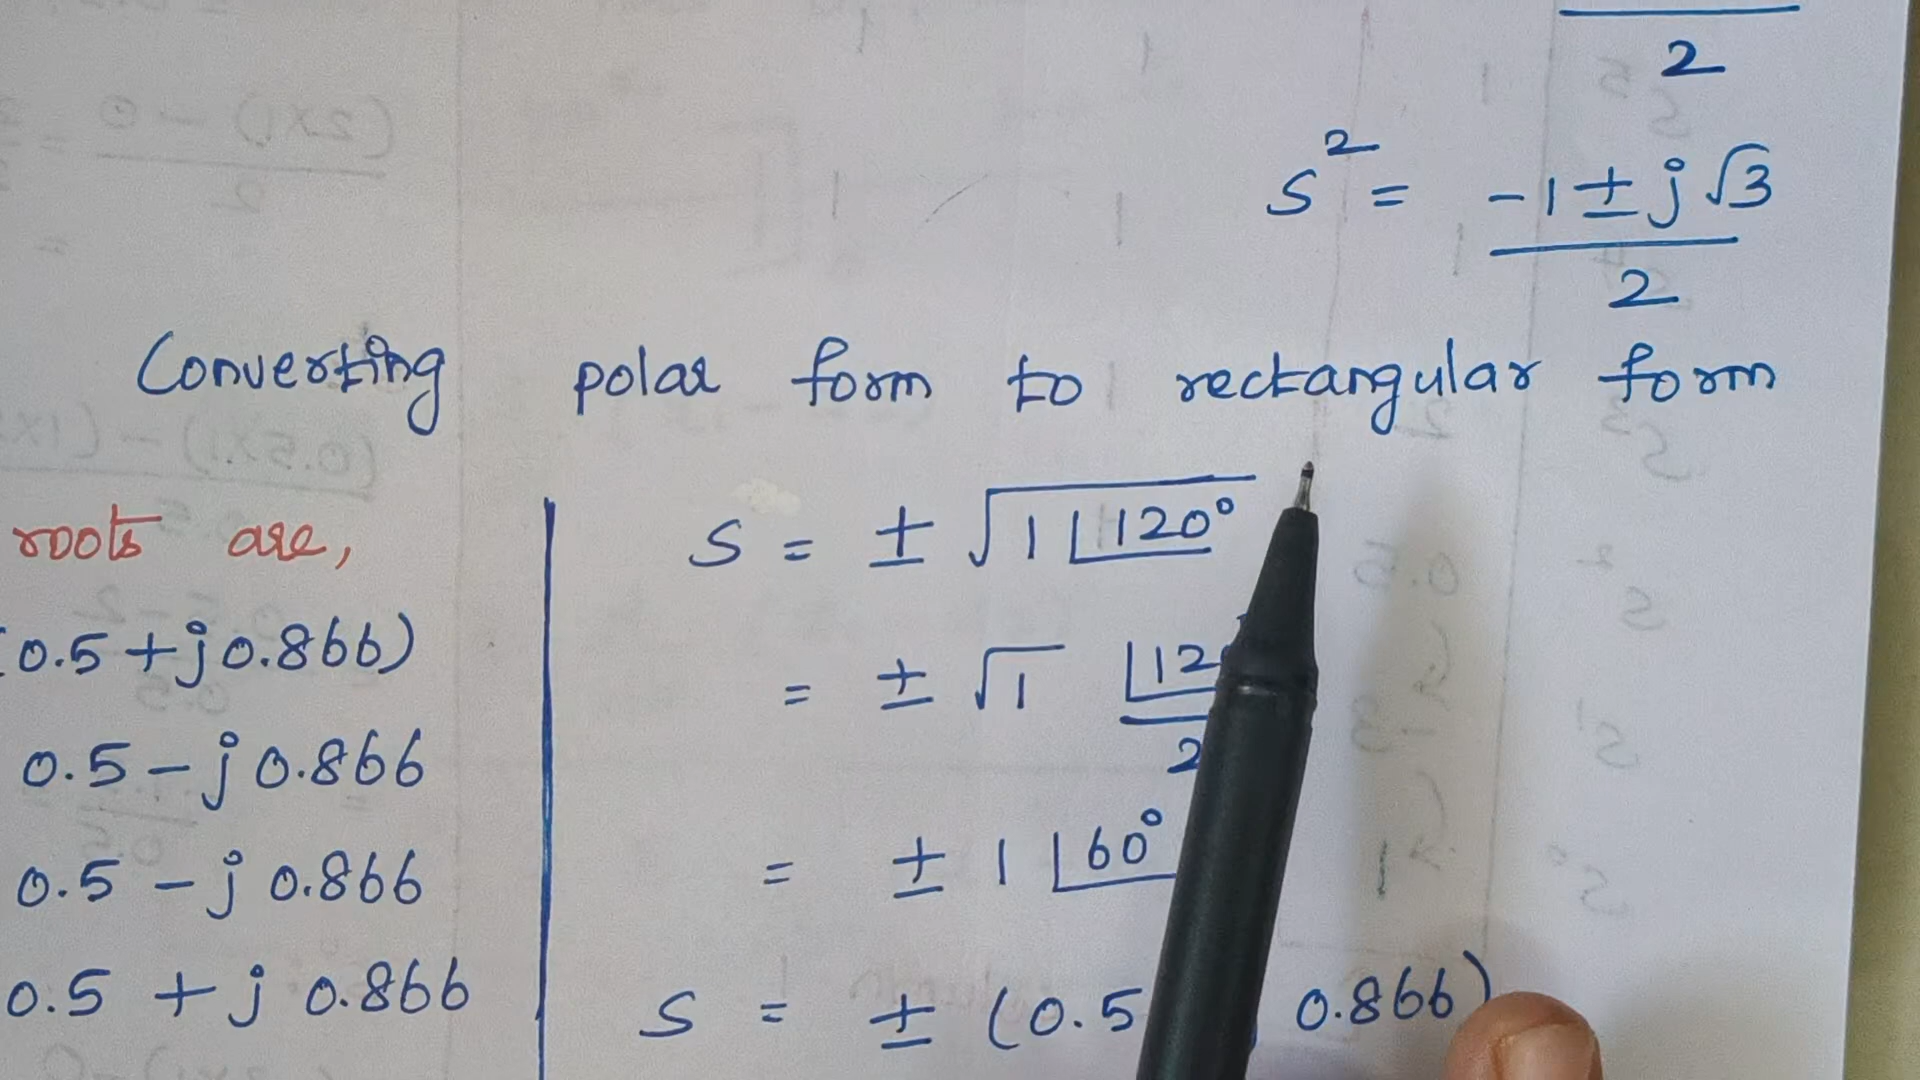 2
s² = -1 ± j√3
2
Converting polar form to rectangular form
roots are,
(0.5 + j0.866)
0.5 - j 0.866
0.5 - j 0.866
0.5 + j 0.866
S = ± √1∠120°
= ± √1 ∠12
2
= ± 1∠60°
S = ± (0.5 0.866)